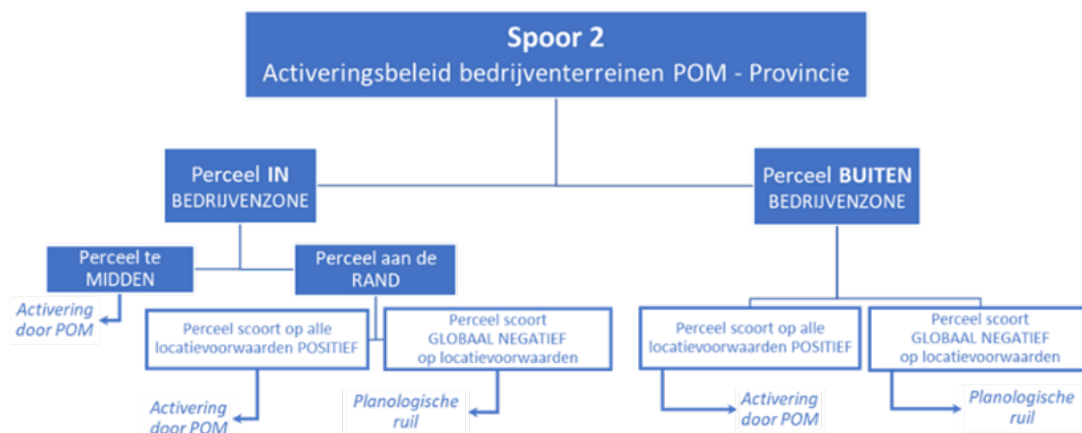 Spoor 2
Activeringsbeleid bedrijventerreinen POM - Provincie
Perceel IN
BEDRIJVENZONE
Perceel BUITEN
BEDRIJVENZONE
Perceel te
MIDDEN
Perceel aan de
RAND
Activering
door POM
Perceel scoort op alle
locatievoorwaarden POSITIEF
Perceel scoort
GLOBAAL NEGATIEF
op locatievoorwaarden
Perceel scoort op alle
locatievoorwaarden POSITIEF
Perceel scoort
GLOBAAL NEGATIEF
op locatievoorwaarden
Activering
door POM
Planologische
ruil
Activering
door POM
Planologische
ruil